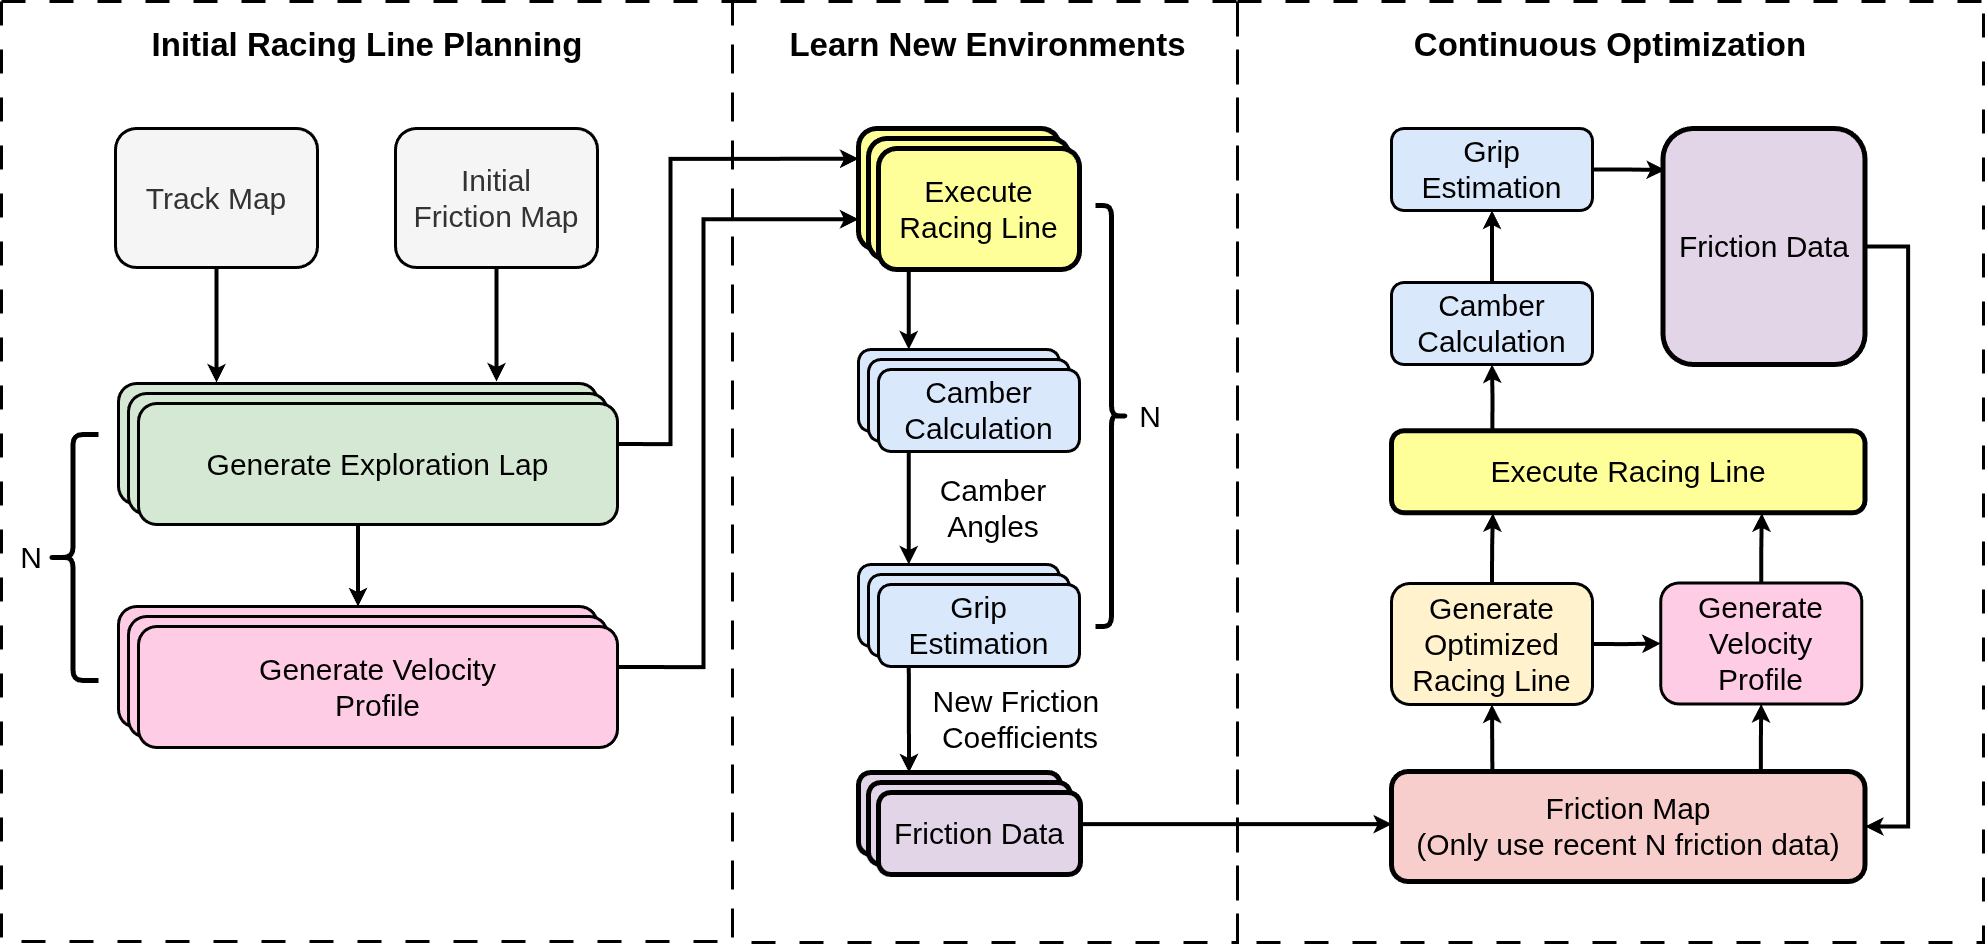 Initial Racing Line Planning
Track Map
Initial
Friction Map
Generate Exploration Lap
N
Generate Velocity
Profile
Learn New Environments
Execute
Racing Line
Camber
Calculation
N
Camber
Angles
Grip
Estimation
New Friction
Coefficients
Friction Data
Continuous Optimization
Grip
Estimation
Friction Data
Camber
Calculation
Execute Racing Line
Generate
Optimized
Racing Line
Generate
Velocity
Profile
Friction Map
(Only use recent N friction data)